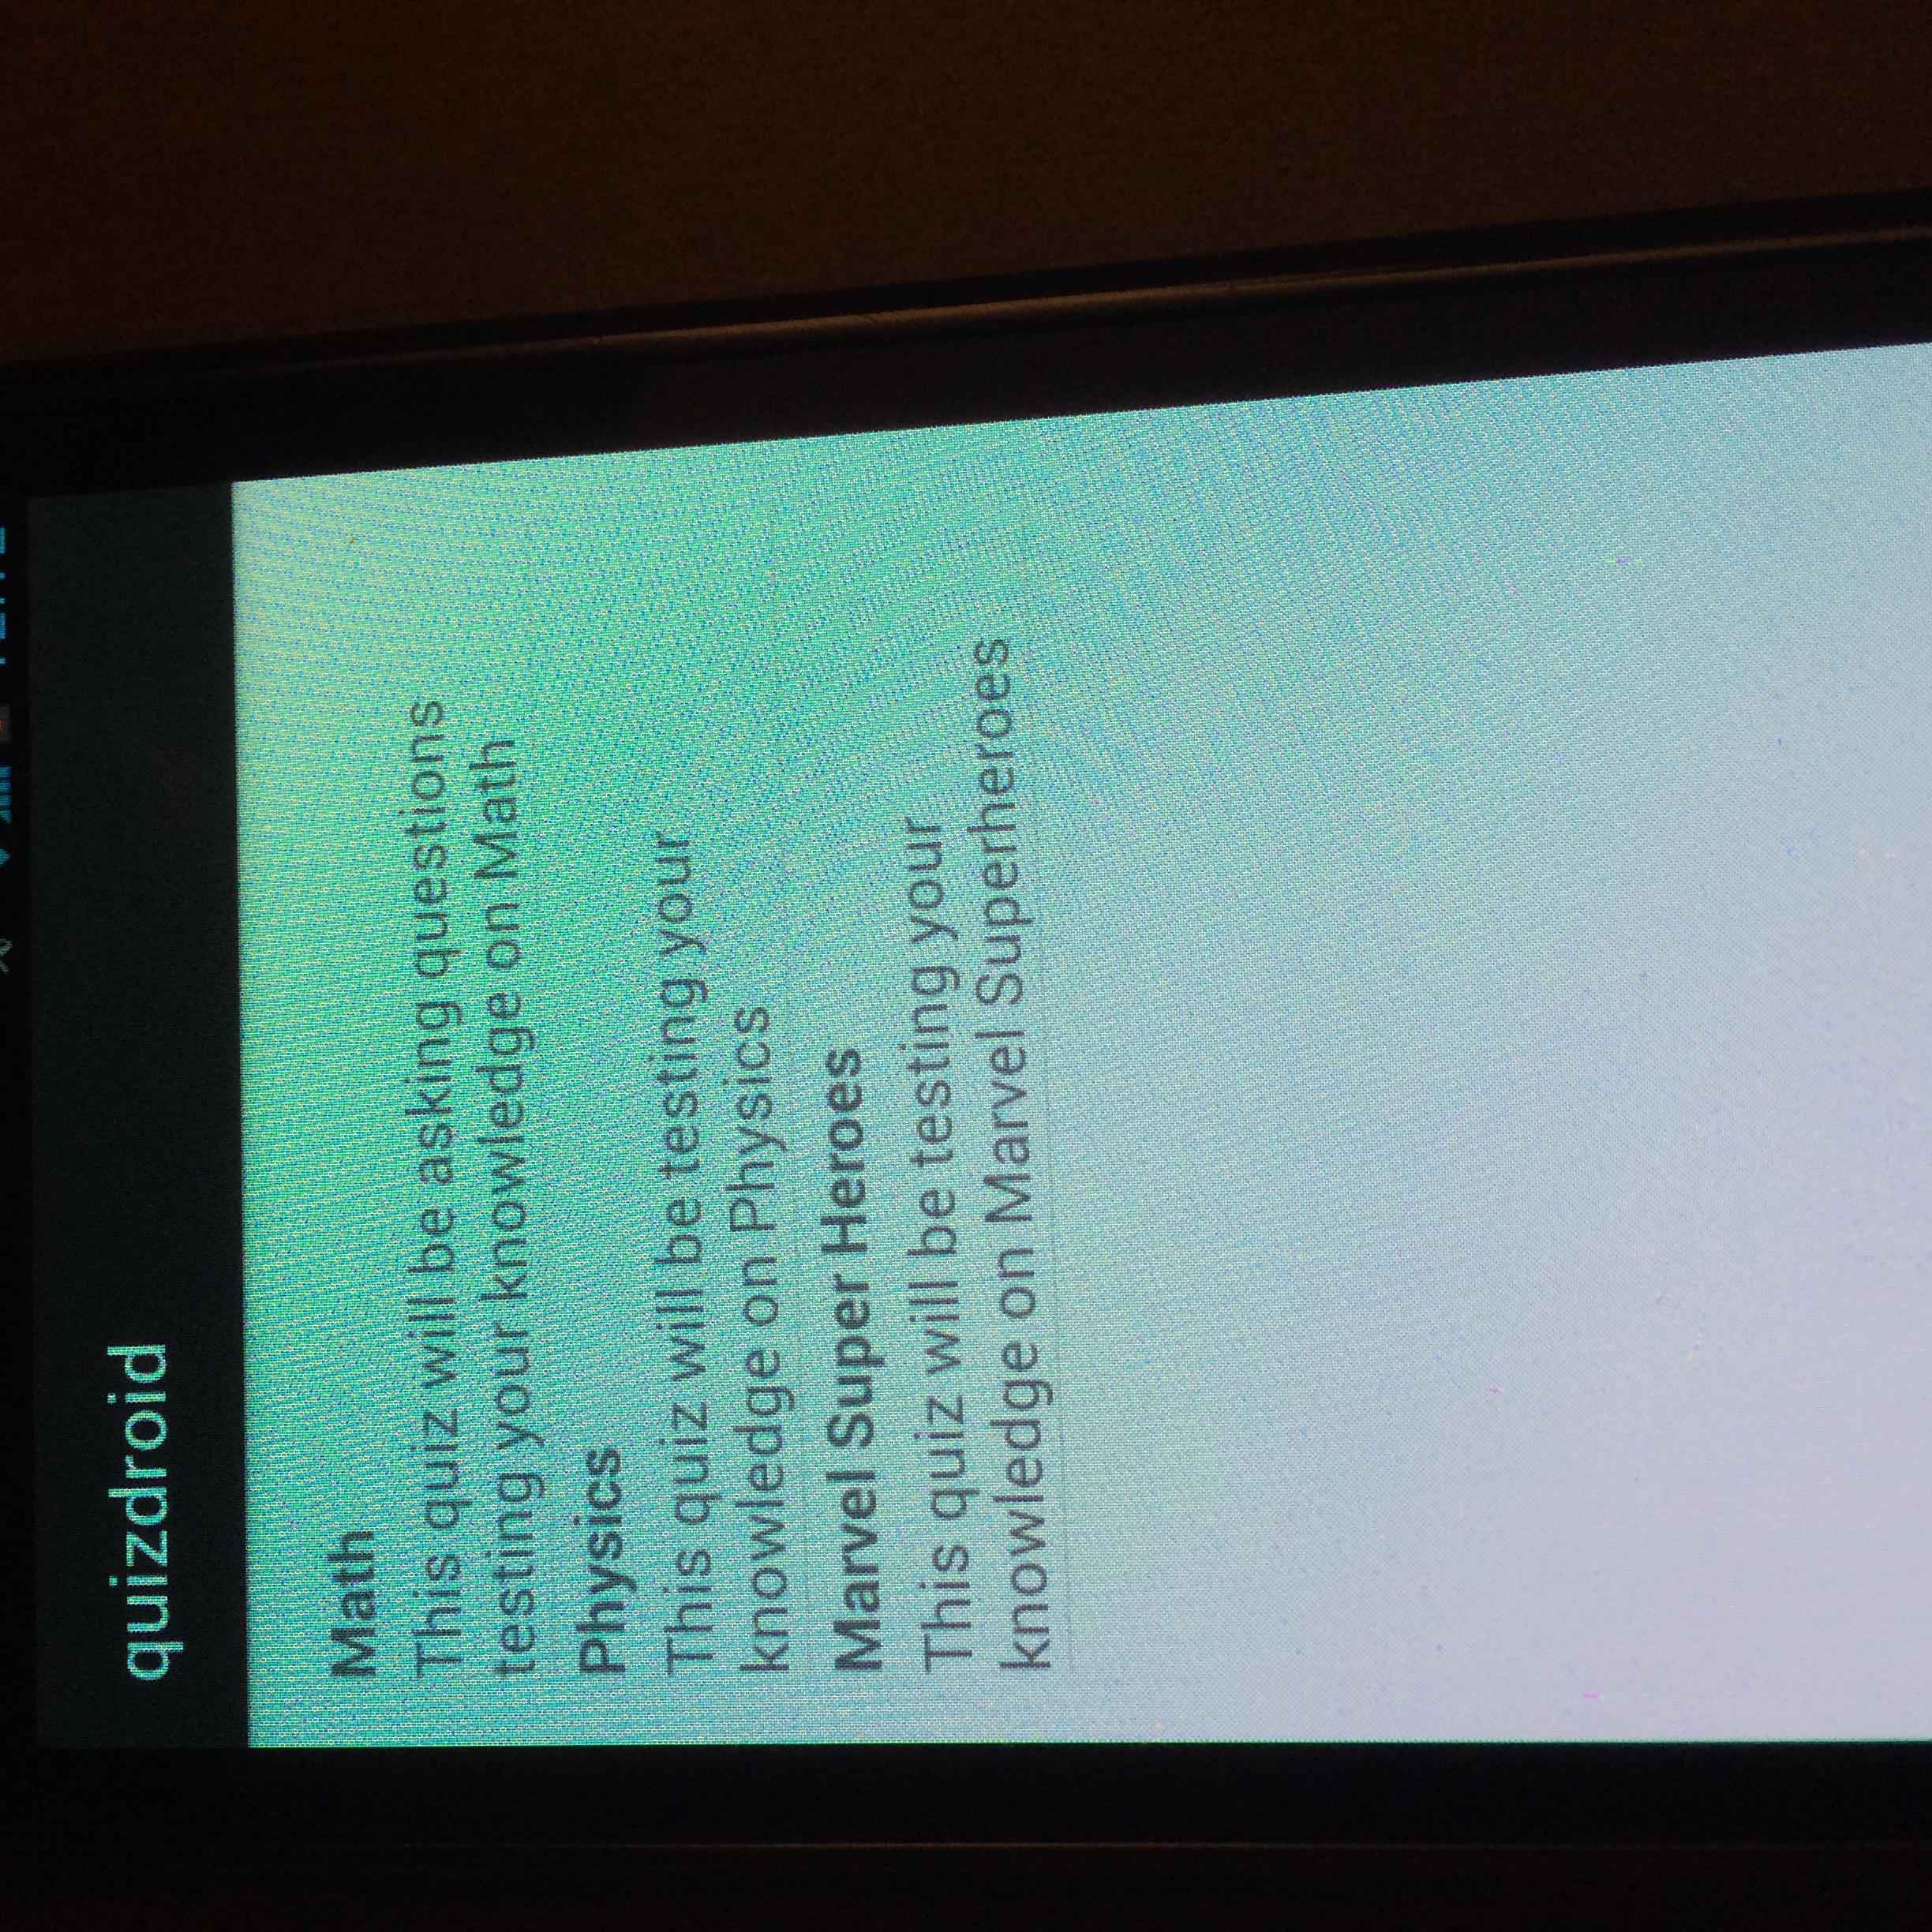 quizdroid
Math
This quiz will be asking questions
testing your knowledge on Math
Physics
This quiz will be testing your
knowledge on Physics
Marvel Super Heroes
This quiz will be testing your
knowledge on Marvel Superheroes